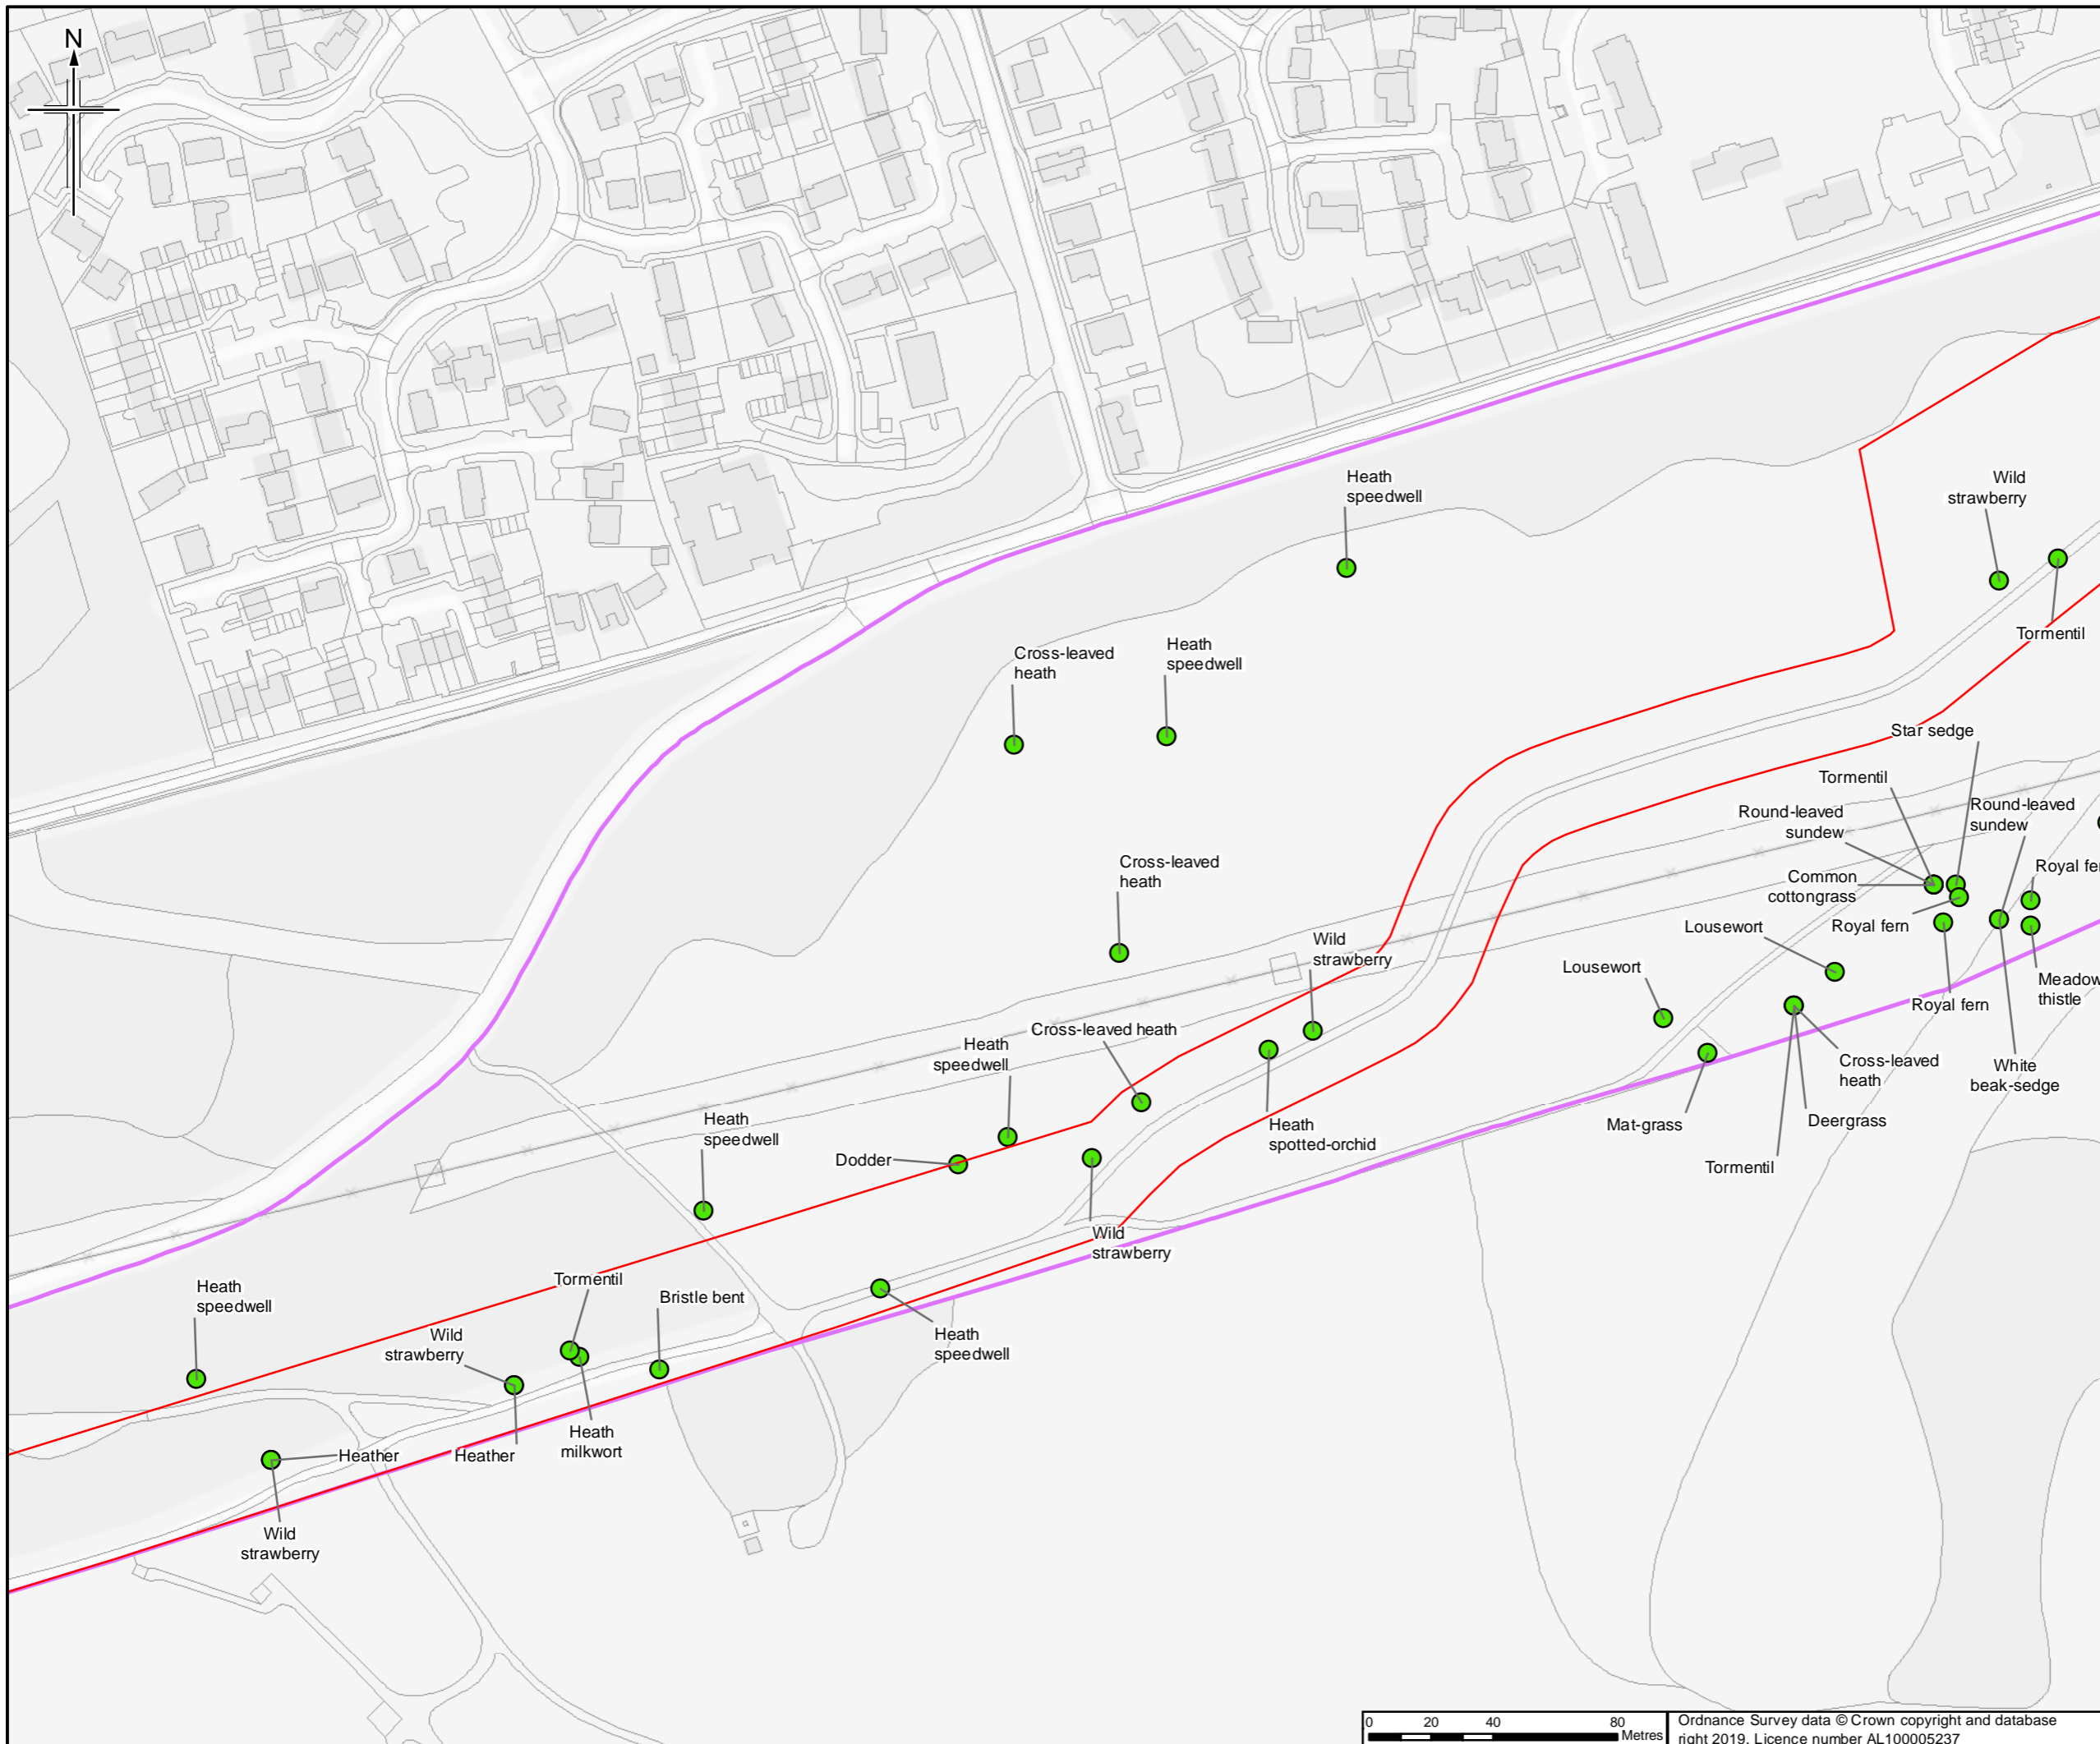 N
Heath
speedwell
Wild
strawberry
Tormentil
Cross-leaved
heath
Heath
speedwell
Star sedge
Tormentil
Round-leaved
sundew
Round-leaved
sundew
Cross-leaved
heath
Common
cottongrass
Royal
Lousewort
Royal fern
Wild
strawberry
Lousewort
Meadow
thistle
Royal fern
Cross-leaved heath
Heath
speedwell
Cross-leaved
heath
White
beak-sedge
Heath
speedwell
Heath
spotted-orchid
Mat-grass
Deergrass
Dodder
Tormentil
Wild
strawberry
Tormentil
Heath
speedwell
Bristle bent
Wild
strawberry
Heath
speedwell
Heath
milkwort
Heather
Heather
Wild
strawberry
0 20 40 80
Metres
Ordnance Survey data © Crown copyright and database
right 2019. Licence number AL100005237